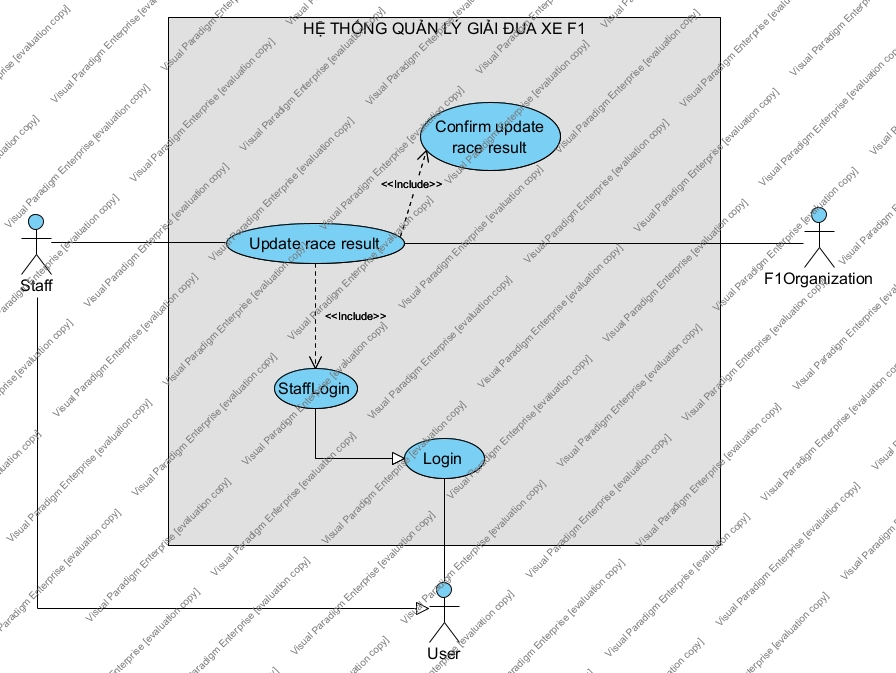 HỆ THỐNG QUẢN LÝ GIẢI ĐUA XE F1
Confirm update
race result
<<Include>>
Update race result
Staff
F1Organization
<<Include>>
StaffLogin
Login
User
Visual Paradigm Enterprise [evaluation copy]